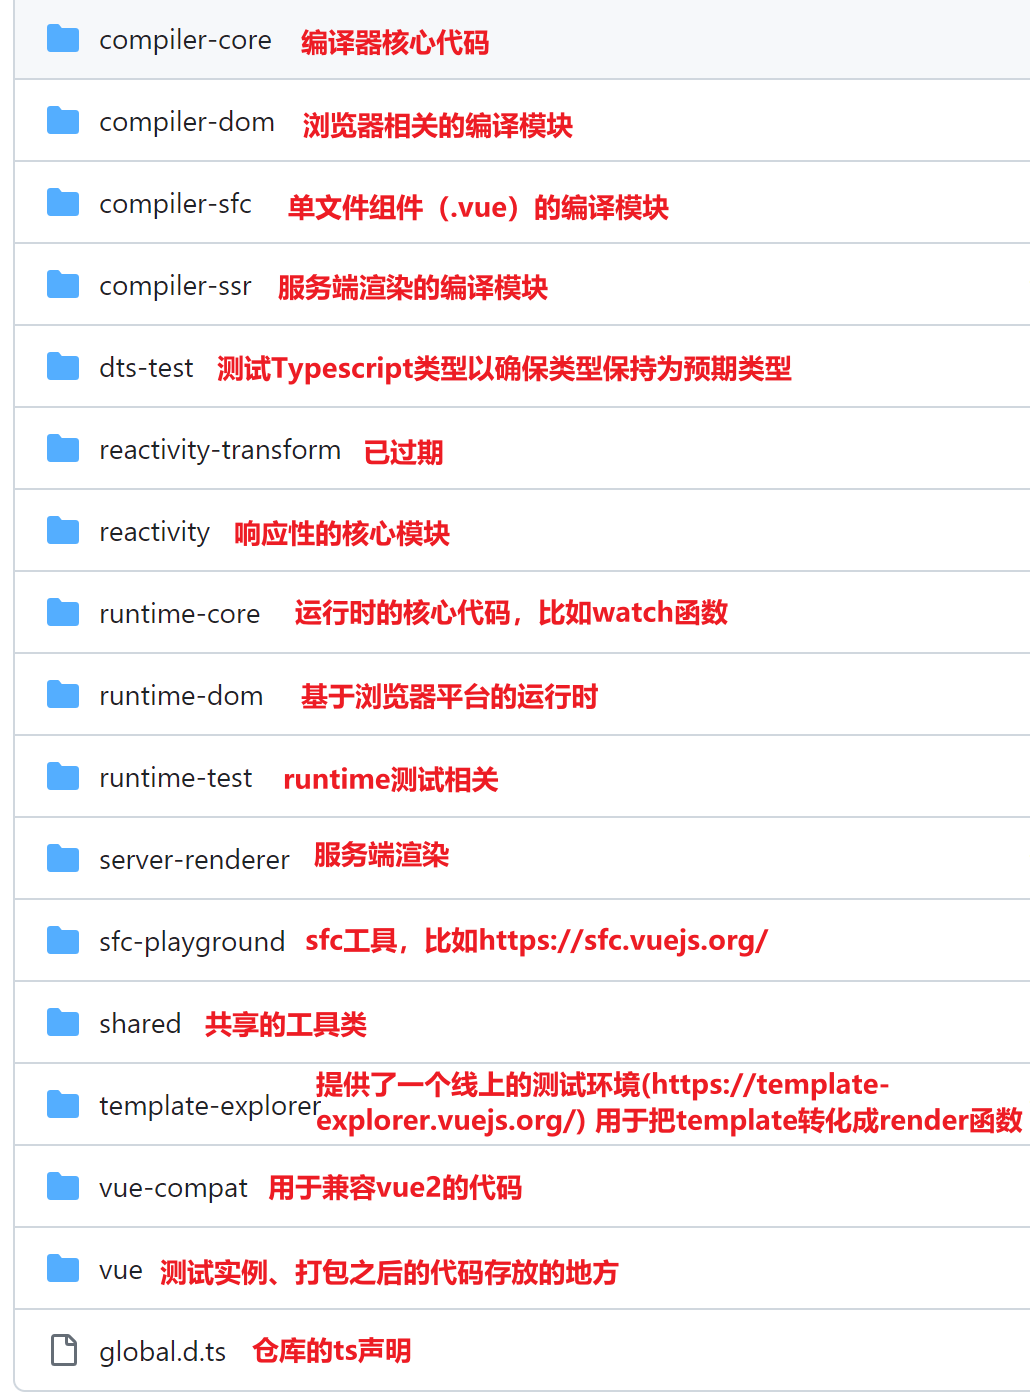 compiler-core 编译器核心代码
compiler-dom 浏览器相关的编译模块
compiler-sfc 单文件组件（.vue）的编译模块
compiler-ssr 服务端渲染的编译模块
dts-test 测试Typescript类型以确保类型保持为预期类型
reactivity-transform 已过期
reactivity 响应性的核心模块
runtime-core 运行时的核心代码，比如watch函数
runtime-dom 基于浏览器平台的运行时
runtime-test runtime测试相关
server-renderer 服务端渲染
sfc-playground sfc工具，比如https://sfc.vuejs.org/
shared 共享的工具类
template-explorer 提供了一个线上的测试环境(https://template-
explorer.vuejs.org/) 用于把template转化成render函数
vue-compat 用于兼容vue2的代码
vue 测试实例、打包之后的代码存放的地方
global.d.ts 仓库的ts声明